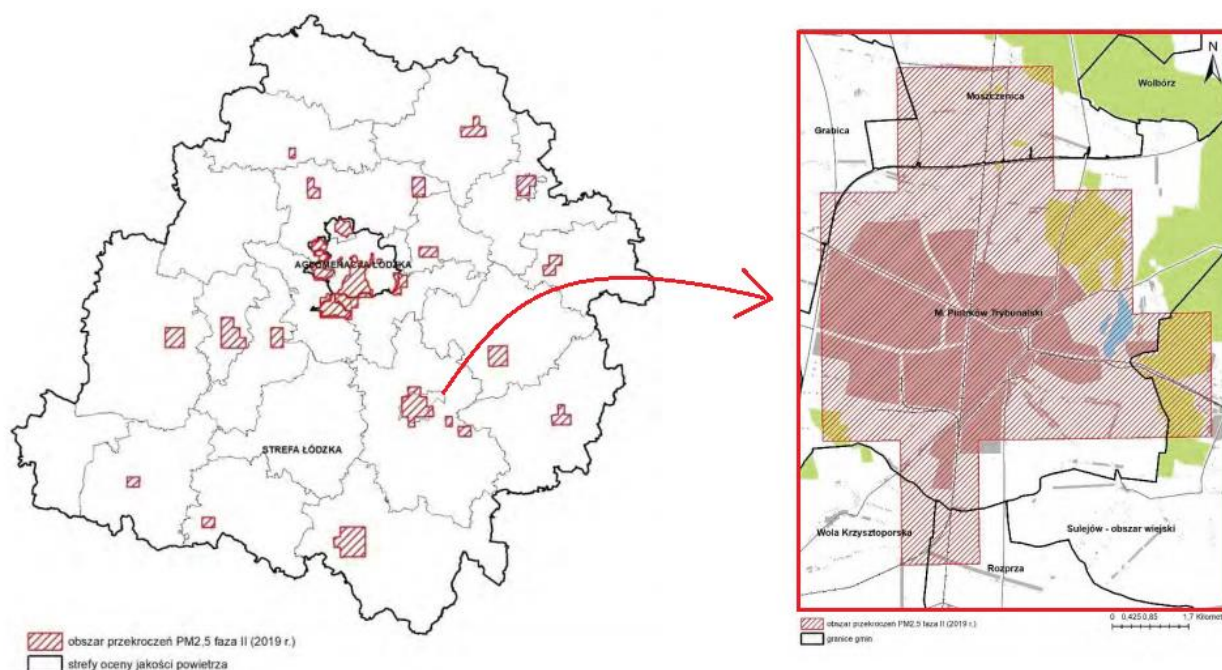 AGLOMERACJA ŁÓDZKA
STREFA ŁÓDZKA
obszar przekroczeń PM2,5 faza II (2019 r.)
strefy oceny jakości powietrza
N
Wolbórz
Moszczenica
Grabica
M. Piotrków Trybunalski
Wola Krzysztoporska
Sulejów - obszar wiejski
Rozprza
obszar przekroczeń PM2,5 faza II (2019 r.)
granice gmin
0 0,425 0,85 1,7 Kilomet